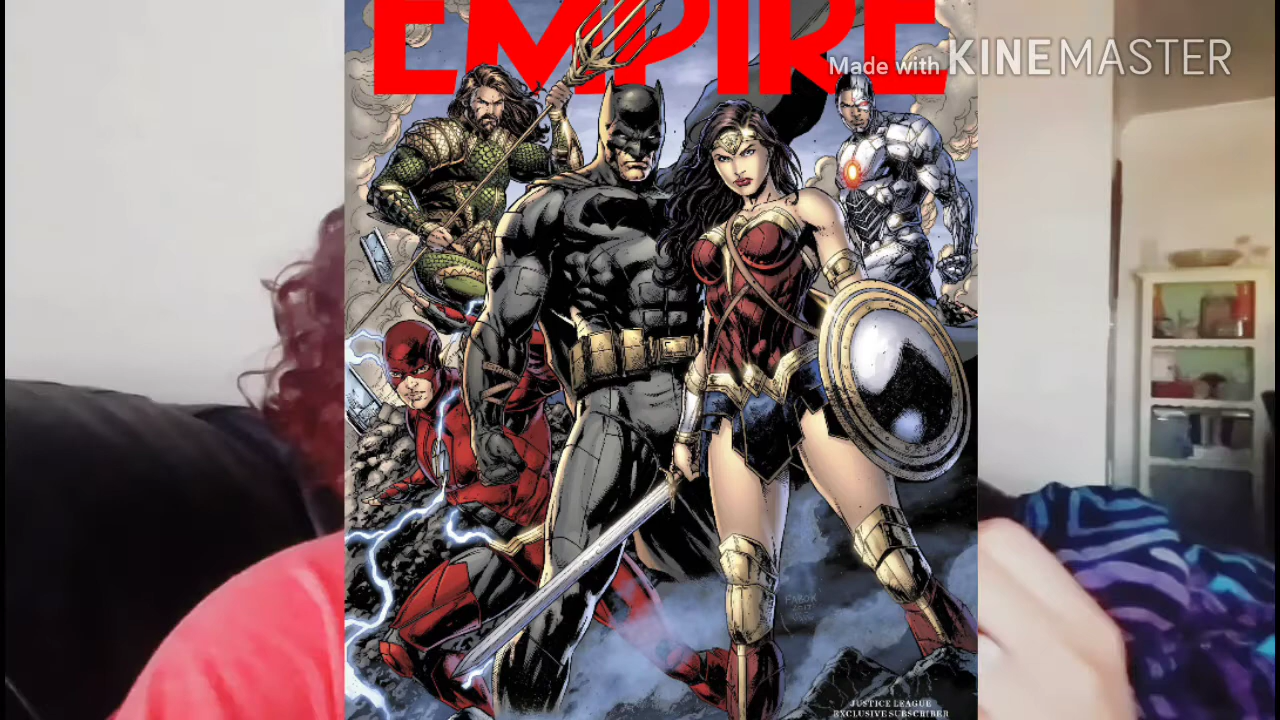 EMPIRE
Made with KINEMASTER
FABOK
2017
JUSTICE LEAGUE
EXCLUSIVE SUBSCRIBER